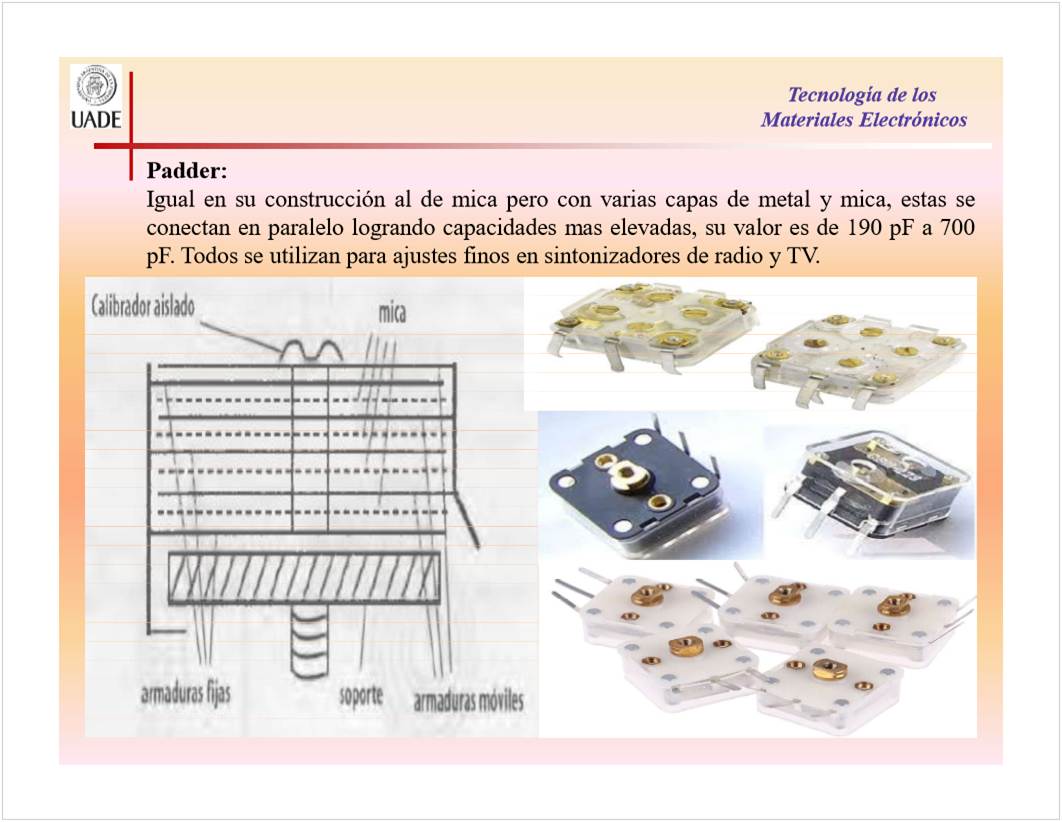 UADE
Tecnología de los
Materiales Electrónicos
Padder:
Igual en su construcción al de mica pero con varias capas de metal y mica, estas se
conectan en paralelo logrando capacidades mas elevadas, su valor es de 190 pF a 700
pF. Todos se utilizan para ajustes finos en sintonizadores de radio y TV.
Calibrador aislado
mica
armaduras fijas
soporte
armaduras móviles